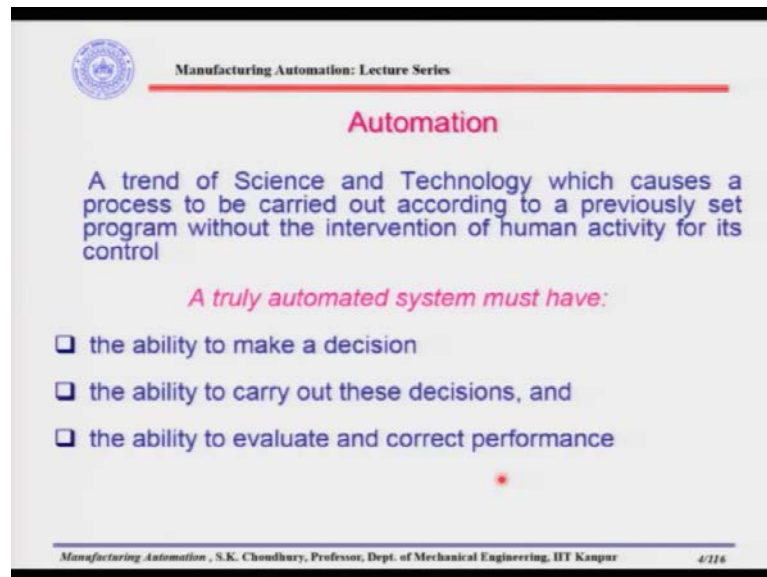 Manufacturing Automation: Lecture Series
Automation
A trend of Science and Technology which causes a
process to be carried out according to a previously set
program without the intervention of human activity for its
control
A truly automated system must have:
the ability to make a decision
the ability to carry out these decisions, and
the ability to evaluate and correct performance
Manufacturing Automation , S.K. Choudhury, Professor, Dept. of Mechanical Engineering, IIT Kanpur 4/116